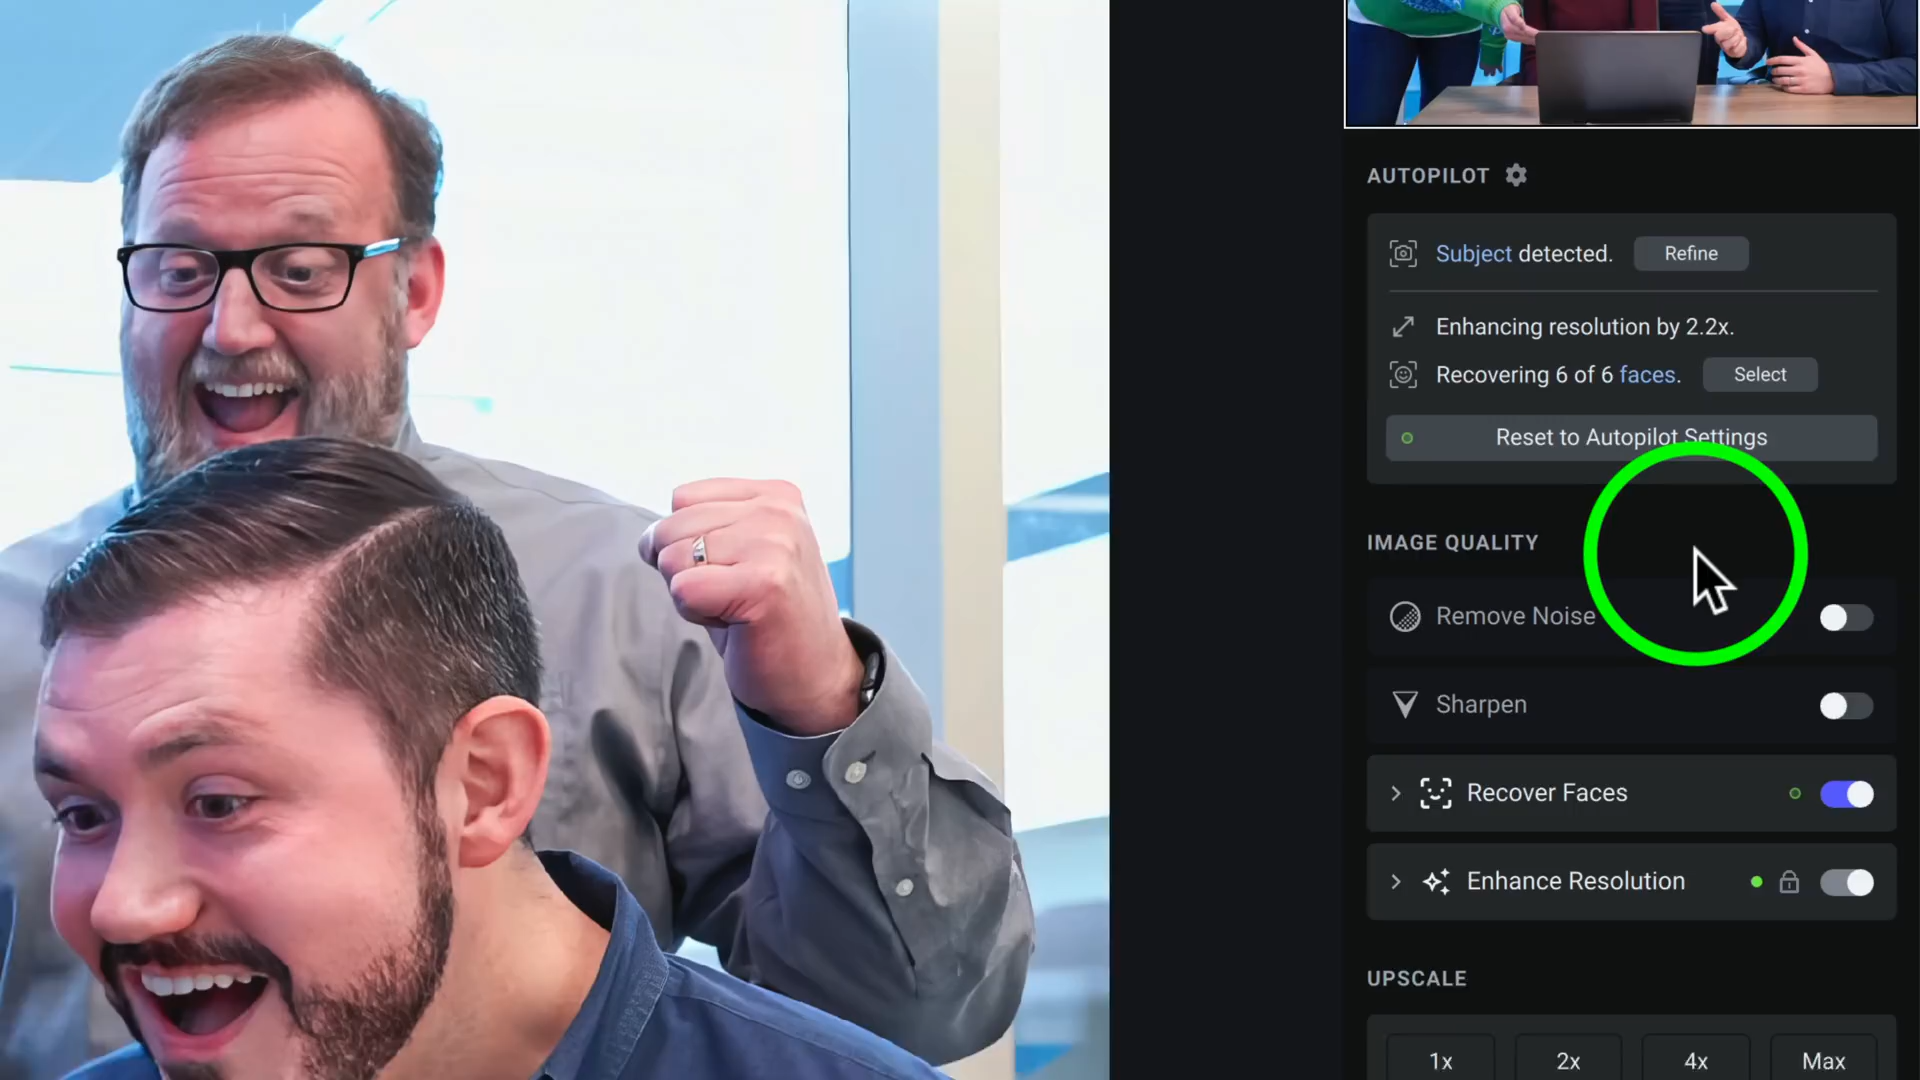 AUTOPILOT
Subject detected. Refine
Enhancing resolution by 2.2x.
Recovering 6 of 6 faces. Select
Reset to Autopilot Settings
IMAGE QUALITY
Remove Noise
Sharpen
Recover Faces
Enhance Resolution
UPSCALE
1x 2x 4x Max